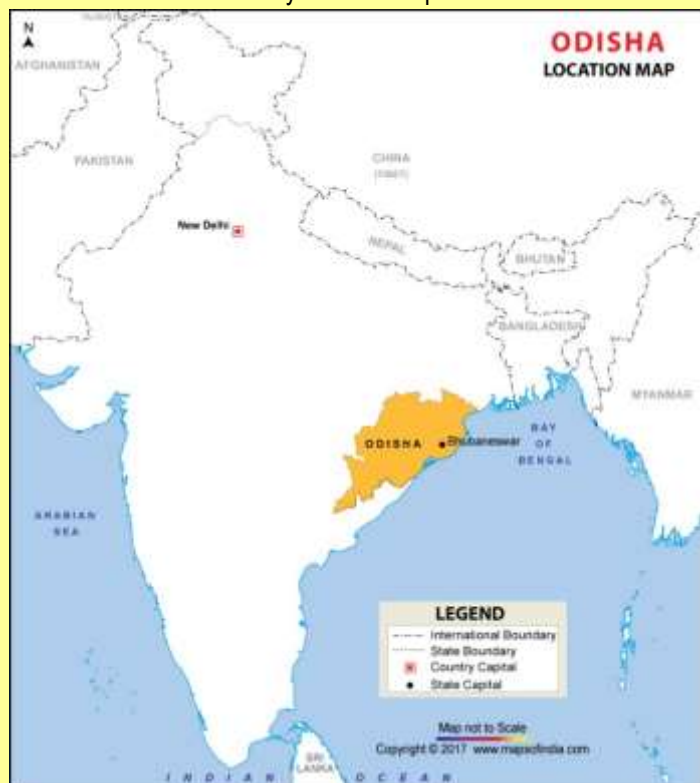 N
ODISHA
LOCATION MAP
AFGHANISTAN
PAKISTAN
CHINA
(TIBET)
New Delhi
NEPAL
BHUTAN
BANGLADESH
MYANMAR
ODISHA
Bhubaneswar
BAY
OF
BENGAL
ARABIAN
SEA
LEGEND
International Boundary
State Boundary
Country Capital
State Capital
Map not to Scale
Copyright © 2017 www.mapsofindia.com
SRI
LANKA
INDIAN OCEAN